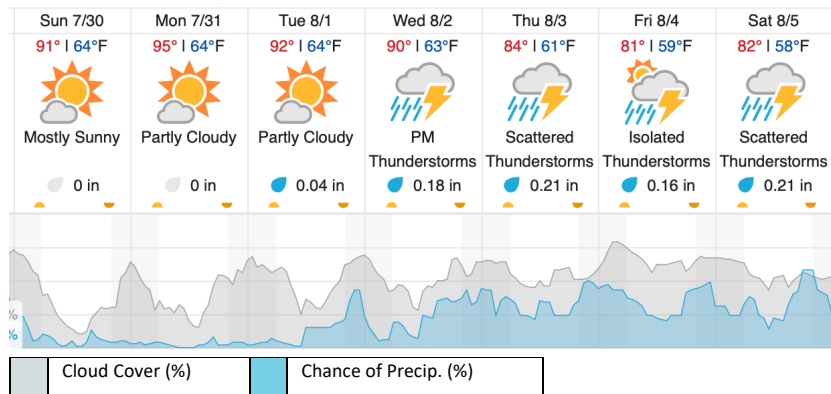 Sun 7/30 Mon 7/31 Tue 8/1 Wed 8/2 Thu 8/3 Fri 8/4 Sat 8/5
91° | 64°F 95° | 64°F 92° | 64°F 90° | 63°F 84° | 61°F 81° | 59°F 82° | 58°F
Mostly Sunny Partly Cloudy Partly Cloudy PM Scattered Isolated Scattered
Thunderstorms Thunderstorms Thunderstorms Thunderstorms
0 in 0 in 0.04 in 0.18 in 0.21 in 0.16 in 0.21 in
%
%
Cloud Cover (%) Chance of Precip. (%)